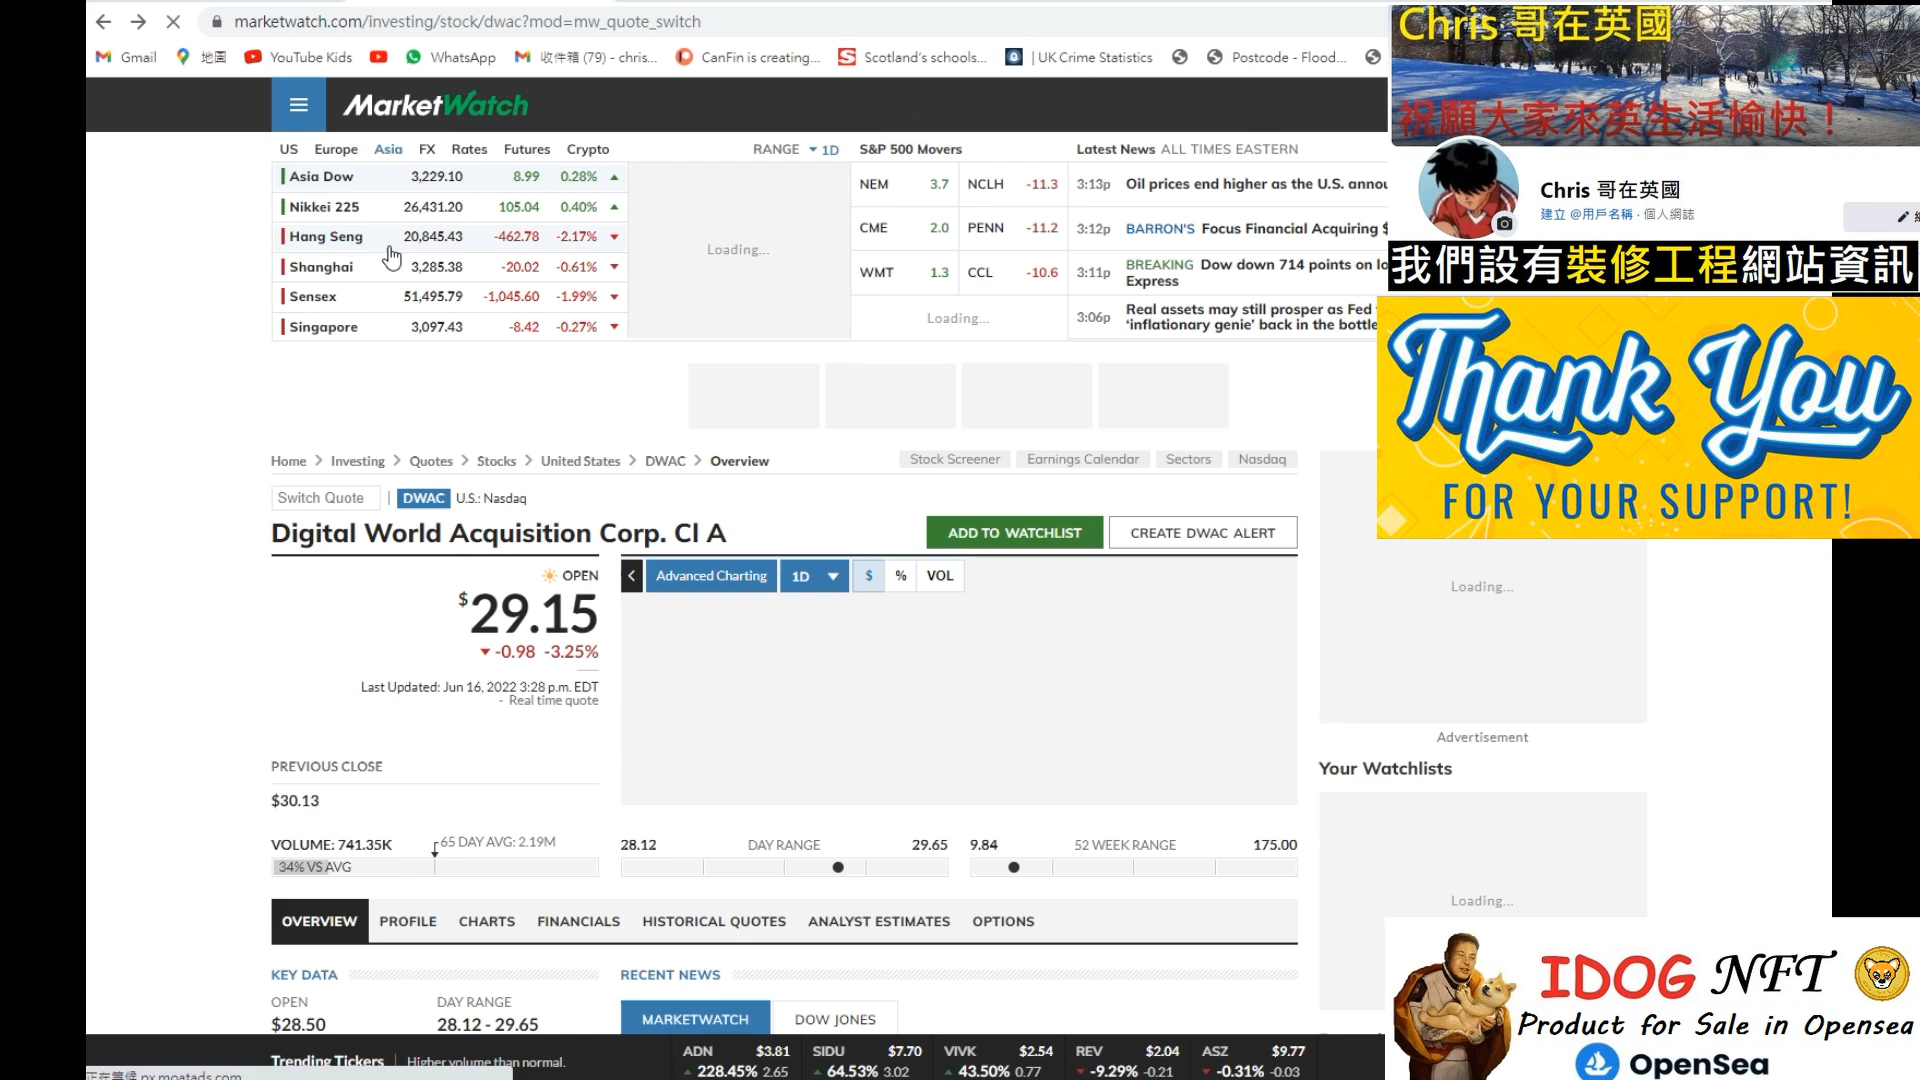 marketwatch.com/investing/stock/dwac?mod=mw_quote_switch
Gmail
地圖
YouTube Kids
WhatsApp
收件箱 (79) - chris...
CanFin is creating...
Scotland's schools...
| UK Crime Statistics
Postcode - Flood...
MarketWatch
US Europe Asia FX Rates Futures Crypto
RANGE 1D
Asia Dow 3,229.10 8.99 0.28%
Nikkei 225 26,431.20 105.04 0.40%
Hang Seng 20,845.43 -462.78 -2.17%
Shanghai 3,285.38 -20.02 -0.61%
Sensex 51,495.79 -1,045.60 -1.99%
Singapore 3,097.43 -8.42 -0.27%
Loading...
S&P 500 Movers
NEM 3.7 NCLH -11.3
CME 2.0 PENN -11.2
WMT 1.3 CCL -10.6
Loading...
Latest News ALL TIMES EASTERN
3:13p Oil prices end higher as the U.S. annou
3:12p BARRON'S Focus Financial Acquiring $
3:11p BREAKING Dow down 714 points on lo
Express
3:06p Real assets may still prosper as Fed
'inflationary genie' back in the bottle
Home > Investing > Quotes > Stocks > United States > DWAC > Overview
Stock Screener Earnings Calendar Sectors Nasdaq
Switch Quote | DWAC U.S.: Nasdaq
Digital World Acquisition Corp. Cl A
ADD TO WATCHLIST
CREATE DWAC ALERT
OPEN
$29.15
-0.98 -3.25%
Last Updated: Jun 16, 2022 3:28 p.m. EDT
- Real time quote
Advanced Charting 1D $ % VOL
PREVIOUS CLOSE
$30.13
VOLUME: 741.35K
65 DAY AVG: 2.19M
34% VS AVG
28.12 DAY RANGE 29.65
9.84 52 WEEK RANGE 175.00
OVERVIEW PROFILE CHARTS FINANCIALS HISTORICAL QUOTES ANALYST ESTIMATES OPTIONS
KEY DATA
OPEN
$28.50
DAY RANGE
28.12 - 29.65
RECENT NEWS
MARKETWATCH
DOW JONES
Loading...
Advertisement
Your Watchlists
Loading...
Trending Tickers | Higher volume than normal.
ADN $3.81
228.45% 2.65
SIDU $7.70
64.53% 3.02
VIVK $2.54
43.50% 0.77
REV $2.04
-9.29% -0.21
ASZ $9.77
-0.31% -0.03
正在等候 px.moatads.com
Chris 哥在英國
祝願大家來英生活愉快！
Chris 哥在英國
建立 @用戶名稱 · 個人網誌
我們設有裝修工程網站資訊
Thank You
FOR YOUR SUPPORT!
IDOG NFT
Product for Sale in Opensea
OpenSea